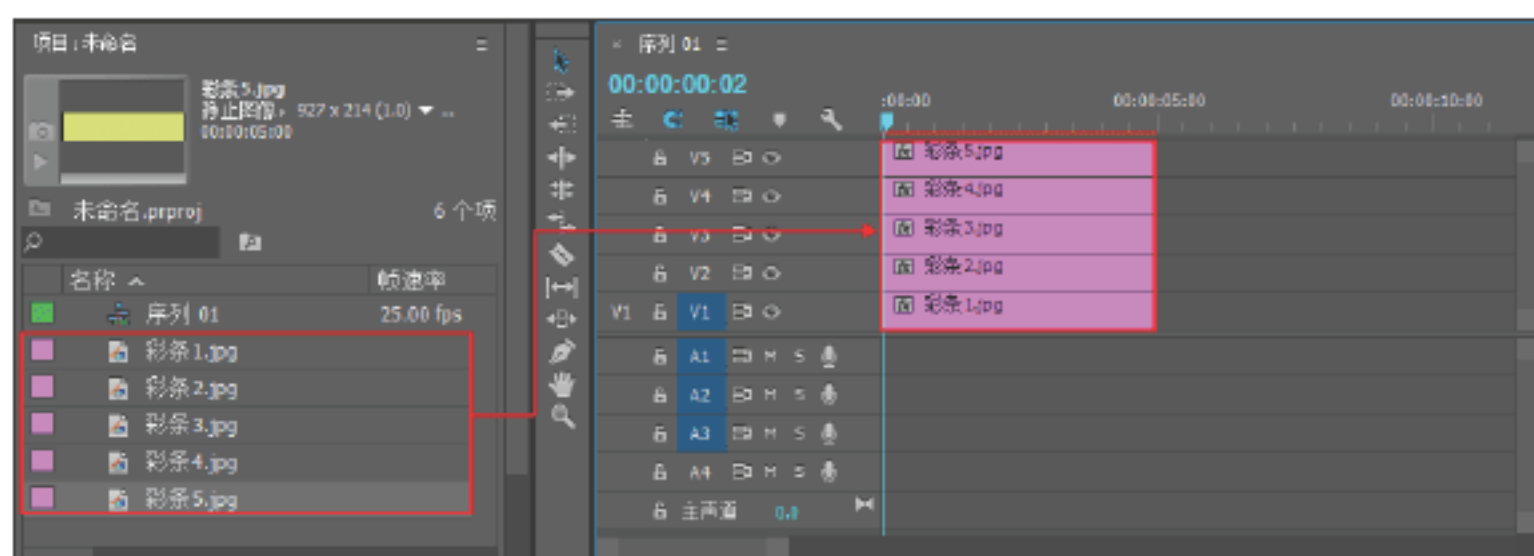 项目:未命名
彩条5.jpg
静止图像, 927 x 214 (1.0) ▼ ...
00:00:05:00
未命名.prproj
6 个项
名称
帧速率
序列 01
25.00 fps
彩条1.jpg
彩条2.jpg
彩条3.jpg
彩条4.jpg
彩条5.jpg
× 序列 01
00:00:00:02
:00:00
00:00:05:00
00:00:10:00
V5
彩条5.jpg
V4
彩条4.jpg
V3
彩条3.jpg
V2
彩条2.jpg
V1 V1
彩条1.jpg
A1 M S
A2 M S
A3 M S
A4 M S
主声道 0.0